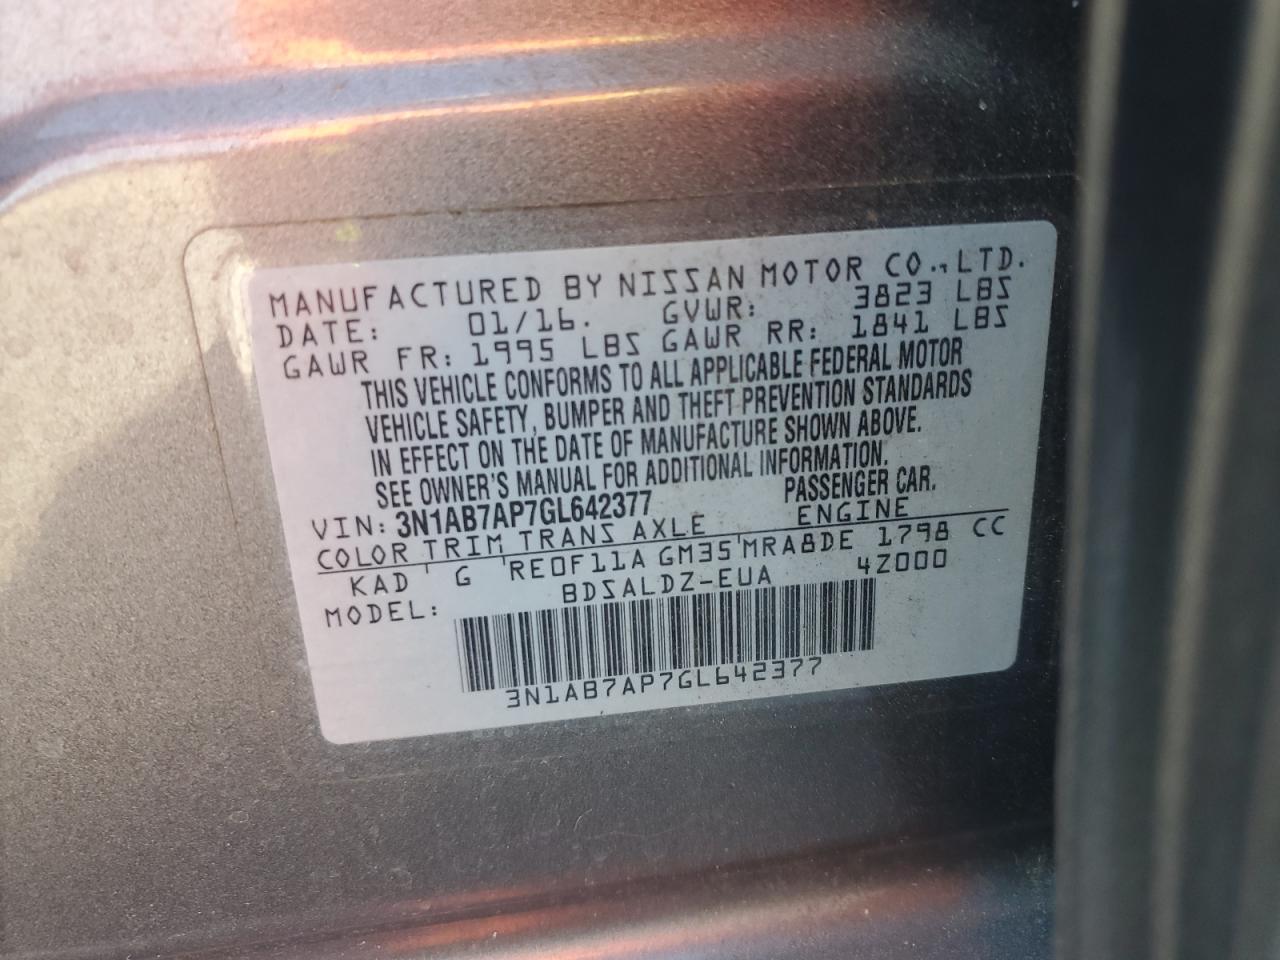 MANUFACTURED BY NISSAN MOTOR CO.,LTD.
DATE: 01/16. GVWR: 3823 LBS
GAWR FR: 1995 LBS GAWR RR: 1841 LBS
THIS VEHICLE CONFORMS TO ALL APPLICABLE FEDERAL MOTOR
VEHICLE SAFETY, BUMPER AND THEFT PREVENTION STANDARDS
IN EFFECT ON THE DATE OF MANUFACTURE SHOWN ABOVE.
SEE OWNER'S MANUAL FOR ADDITIONAL INFORMATION.
VIN: 3N1AB7AP7GL642377 PASSENGER CAR.
COLOR TRIM TRANS AXLE ENGINE
KAD G RE0F11A GM35 MRA8DE 1798 CC
MODEL: BDSALDZ-EUA 4Z000
3N1AB7AP7GL642377